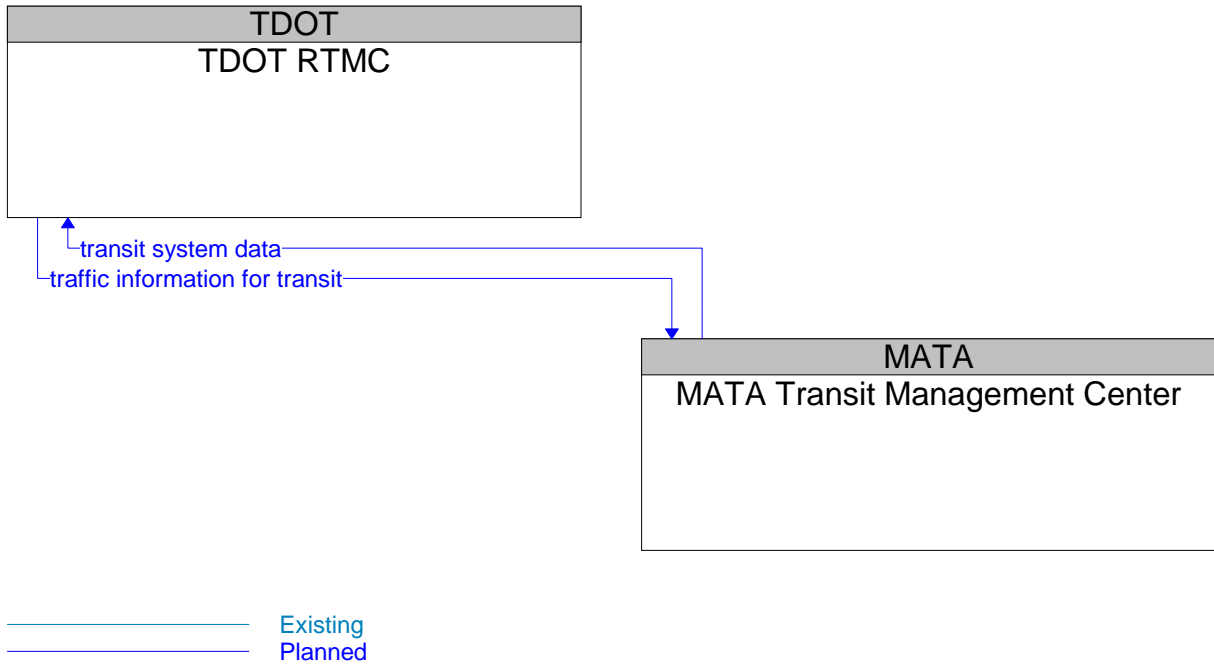 TDOT
TDOT RTMC
transit system data
traffic information for transit
MATA
MATA Transit Management Center
Existing
Planned